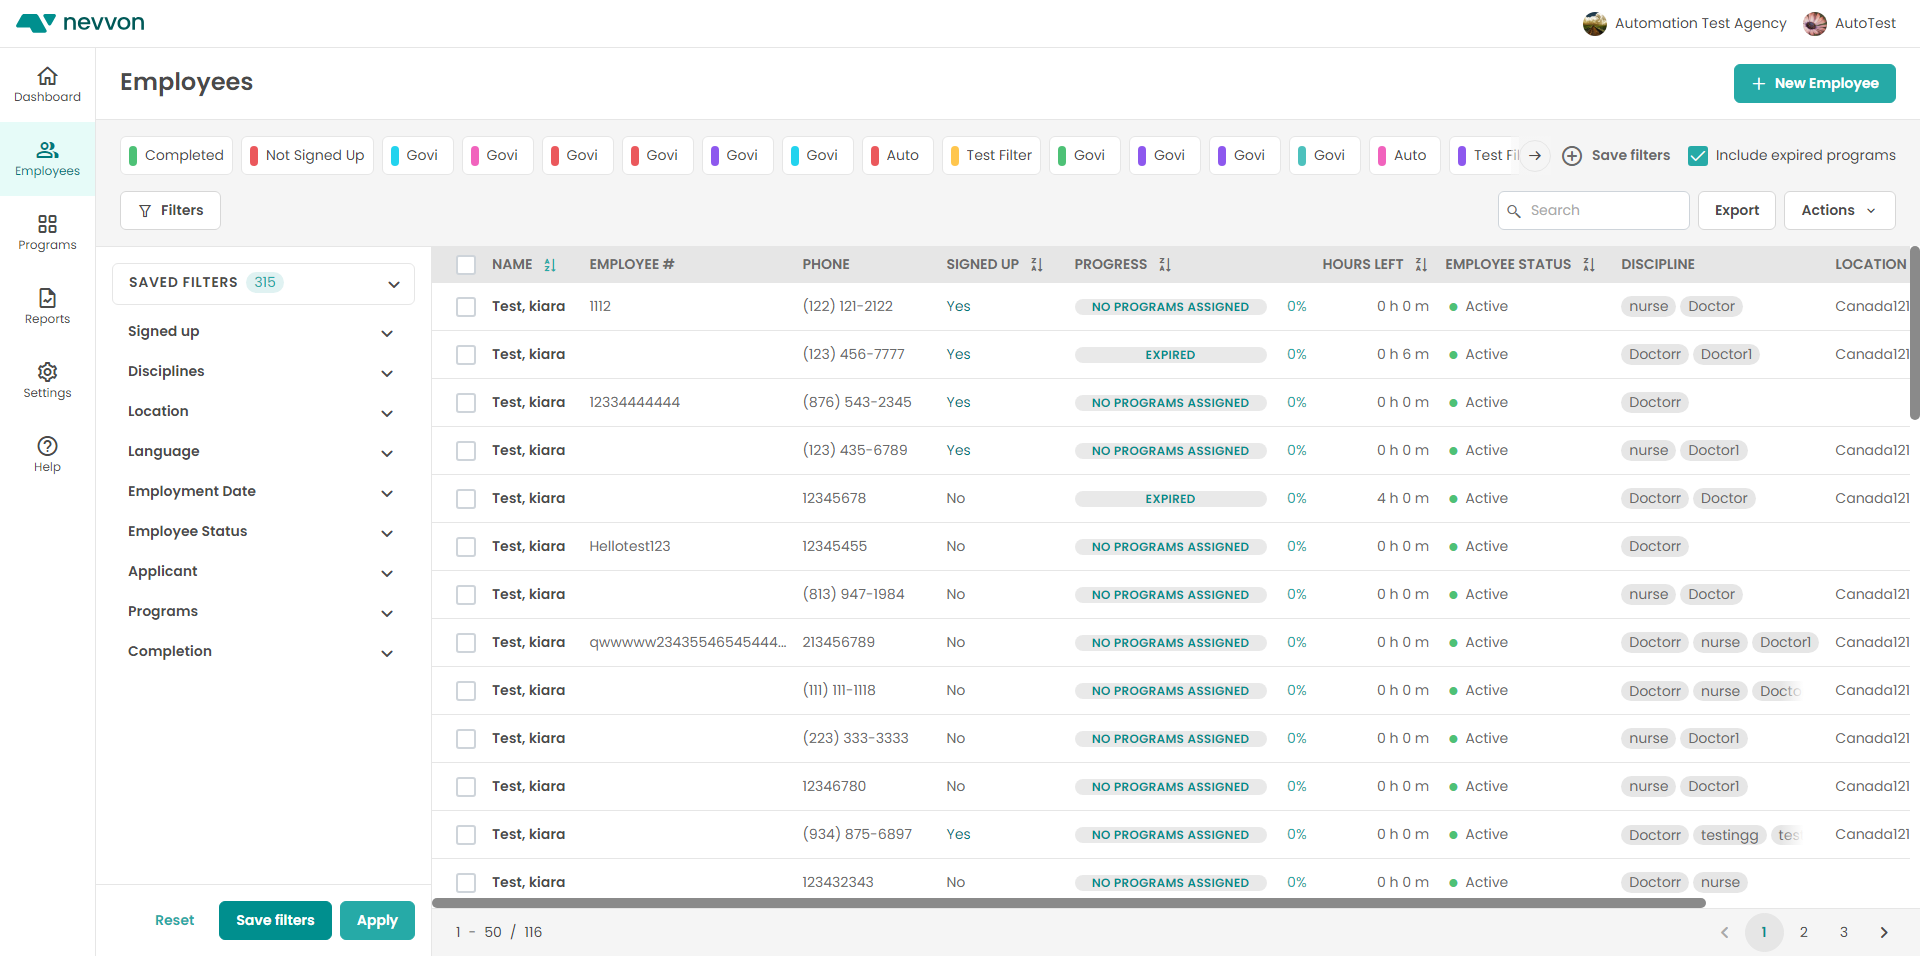 nevvon
Automation Test Agency AutoTest
Dashboard
Employees
Programs
Reports
Settings
Help
Employees
New Employee
Completed Not Signed Up Govi Govi Govi Govi Govi Govi Auto Test Filter Govi Govi Govi Govi Auto Test Fil Save filters Include expired programs
Filters Search Export Actions
SAVED FILTERS 315
Signed up
Disciplines
Location
Language
Employment Date
Employee Status
Applicant
Programs
Completion
Reset Save filters Apply
NAME EMPLOYEE # PHONE SIGNED UP PROGRESS HOURS LEFT EMPLOYEE STATUS DISCIPLINE LOCATION
Test, kiara 1112 (122) 121-2122 Yes NO PROGRAMS ASSIGNED 0% 0 h 0 m Active nurse Doctor Canada121
Test, kiara (123) 456-7777 Yes EXPIRED 0% 0 h 6 m Active Doctorr Doctor1 Canada121
Test, kiara 12334444444 (876) 543-2345 Yes NO PROGRAMS ASSIGNED 0% 0 h 0 m Active Doctorr
Test, kiara (123) 435-6789 Yes NO PROGRAMS ASSIGNED 0% 0 h 0 m Active nurse Doctor1 Canada121
Test, kiara 12345678 No EXPIRED 0% 4 h 0 m Active Doctorr Doctor Canada121
Test, kiara Hellotest123 12345455 No NO PROGRAMS ASSIGNED 0% 0 h 0 m Active Doctorr
Test, kiara (813) 947-1984 No NO PROGRAMS ASSIGNED 0% 0 h 0 m Active nurse Doctor Canada121
Test, kiara qwwwww23435546545444... 213456789 No NO PROGRAMS ASSIGNED 0% 0 h 0 m Active Doctorr nurse Doctor1 Canada121
Test, kiara (111) 111-1118 No NO PROGRAMS ASSIGNED 0% 0 h 0 m Active Doctorr nurse Docto Canada121
Test, kiara (223) 333-3333 No NO PROGRAMS ASSIGNED 0% 0 h 0 m Active nurse Doctor1 Canada121
Test, kiara 12346780 No NO PROGRAMS ASSIGNED 0% 0 h 0 m Active nurse Doctor1 Canada121
Test, kiara (934) 875-6897 Yes NO PROGRAMS ASSIGNED 0% 0 h 0 m Active Doctorr testingg tes Canada121
Test, kiara 123432343 No NO PROGRAMS ASSIGNED 0% 0 h 0 m Active Doctorr nurse
1 - 50 / 116 1 2 3